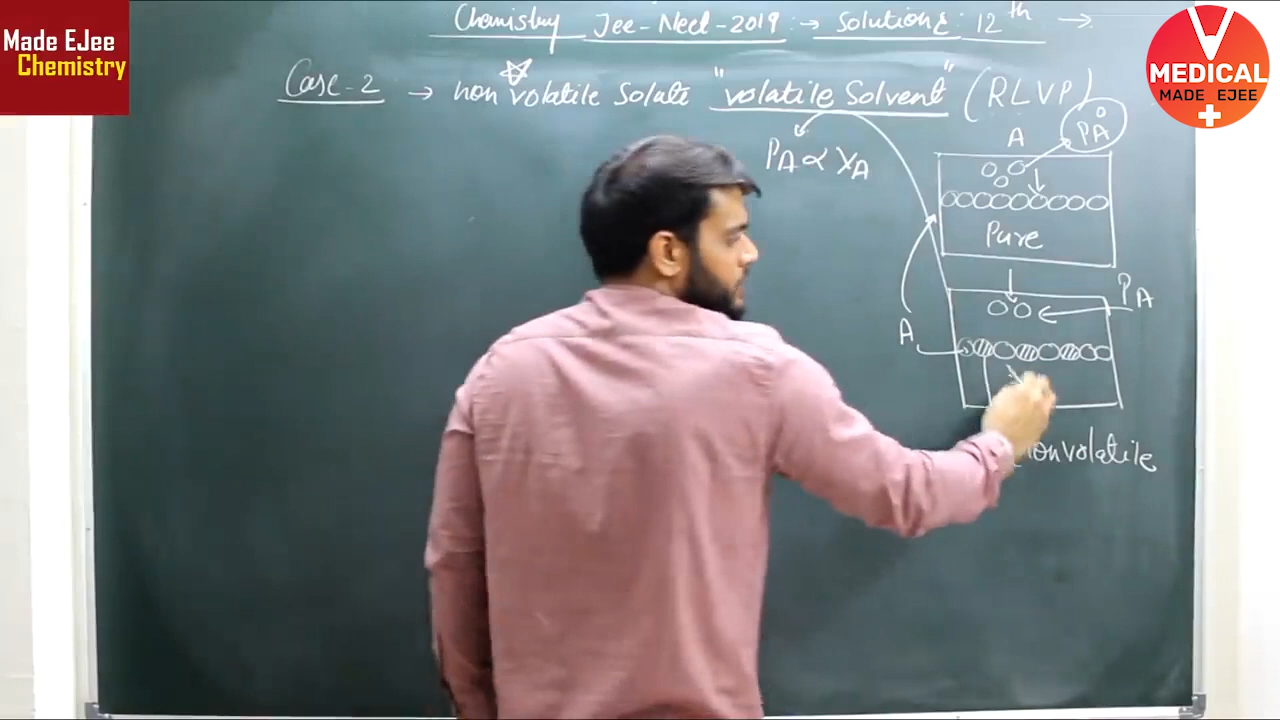 Made EJee
Chemistry
Chemistry Jee-Neet-2019 :→ Solutions : 12th →
V
MEDICAL
MADE EJEE
Case-2 → non volatile Solute "volatile Solvent" (RLVP)
A
P°A
PA ∝ XA
Pure
PA
A
nonvolatile